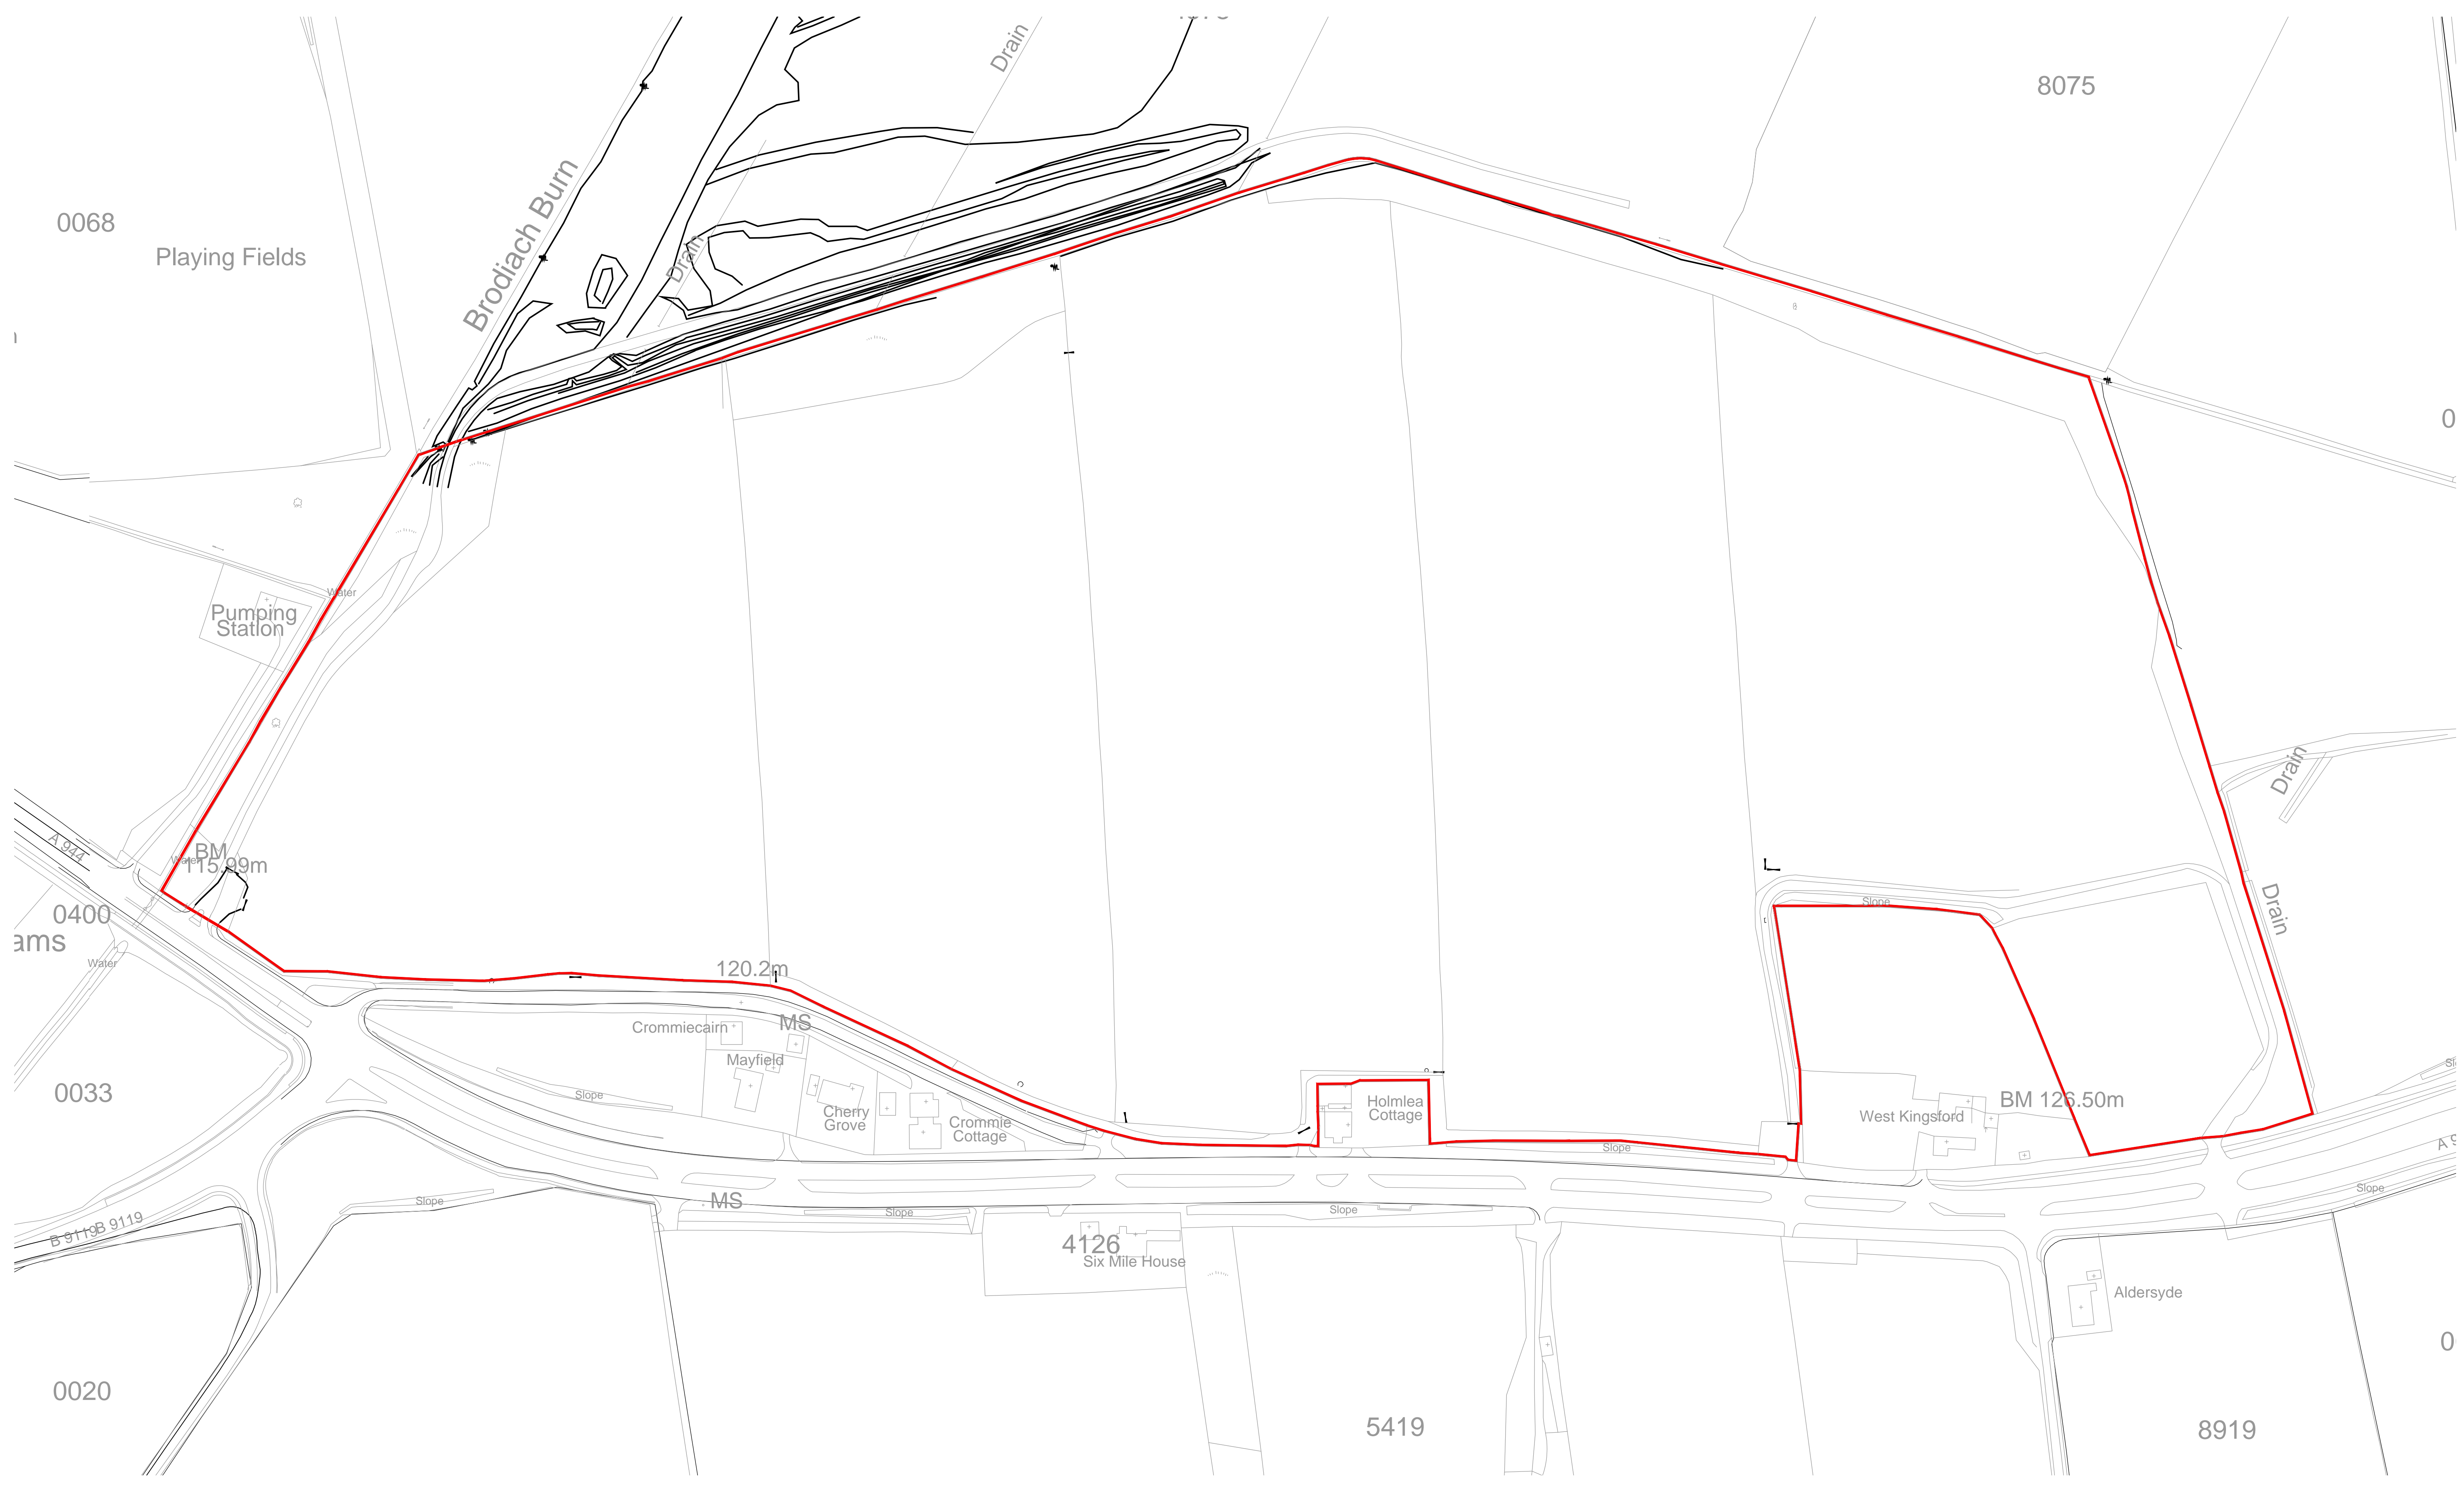 Drain
8075
0068
Playing Fields
Brodiach Burn
Drain
Water
Pumping
Station
Drain
A 944
BM
Water
115.99m
Slope
Drain
0400
ams
Water
120.2m
Crommiecairn
MS
Mayfield
Slope
0033
Cherry
Grove
Crommie
Cottage
Holmlea
Cottage
West Kingsford
BM 126.50m
Slope
Slope
MS
Slope
Slope
Slope
B 9119
B 9119
4126
Six Mile House
Aldersyde
0020
5419
8919